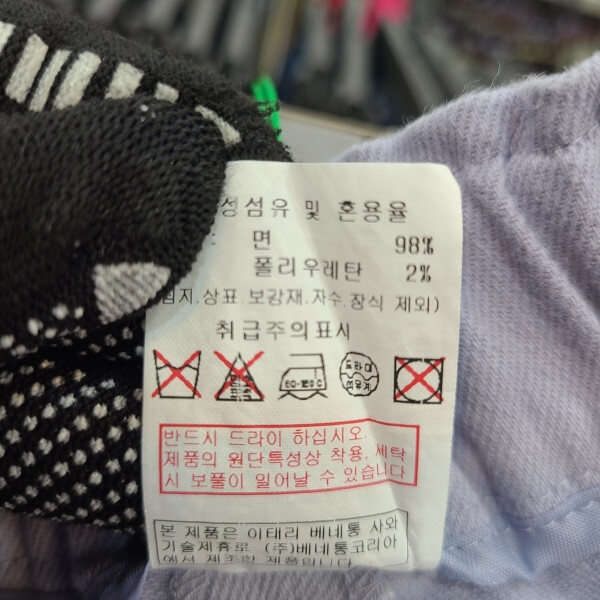 성섬유 및 혼용율
면 98%
폴리우레탄 2%
지.상표.보강재.자수.장식 제외)
취급주의표시
드라이
석유계
반드시 드라이 하십시오.
제품의 원단특성상 착용, 세탁
시 보풀이 일어날 수 있습니다
본 제품은 이태리 베네통 사와
기술제휴로 (주)베네통코리아
에서 제조한 제품입니다